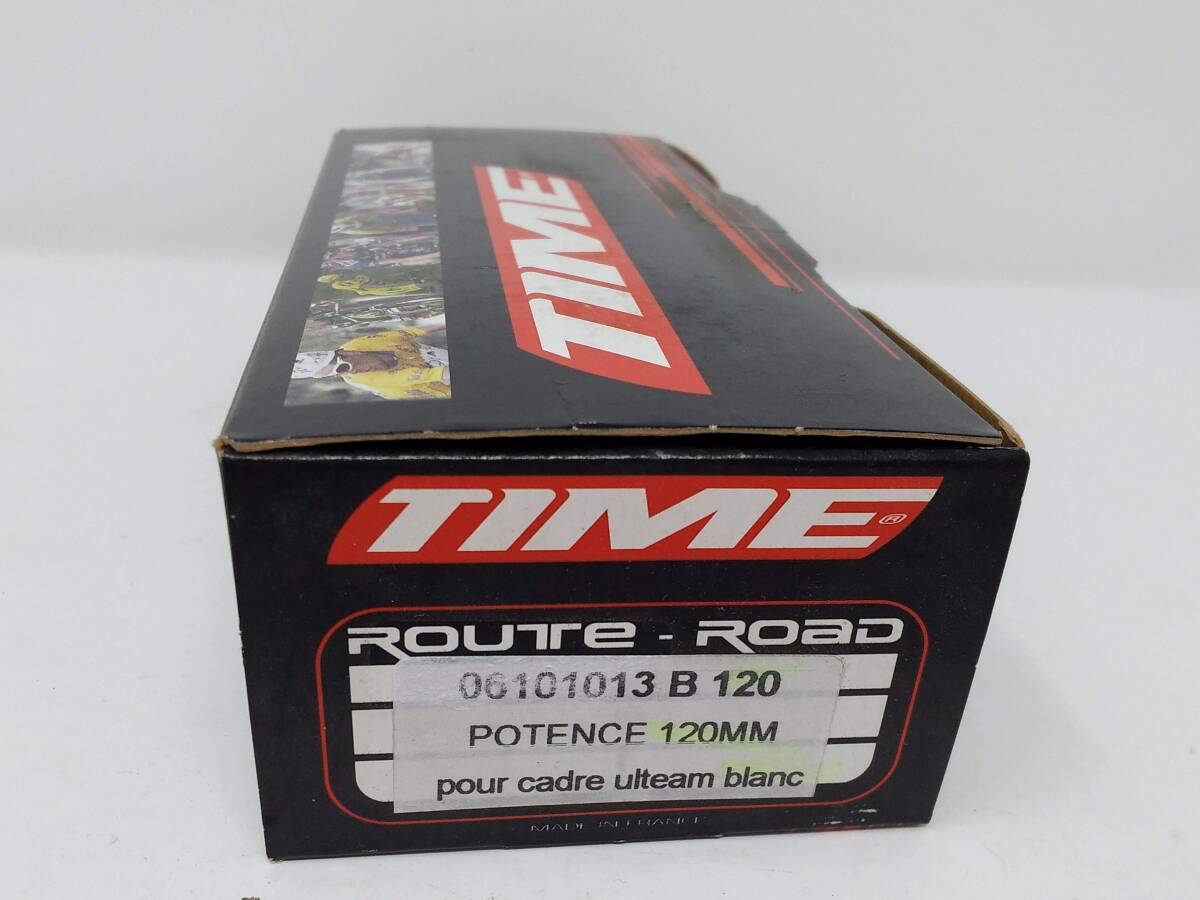 TIME
TIME®
ROUTE - ROAD
06101013 B 120
POTENCE 120MM
pour cadre ulteam blanc
MADE IN FRANCE